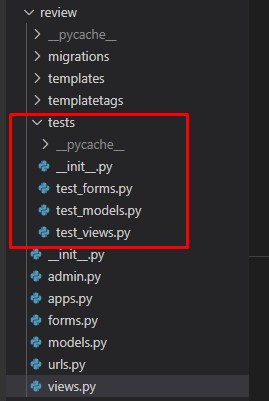 review
__pycache__
migrations
templates
templatetags
tests
__pycache__
__init__.py
test_forms.py
test_models.py
test_views.py
__init__.py
admin.py
apps.py
forms.py
models.py
urls.py
views.py